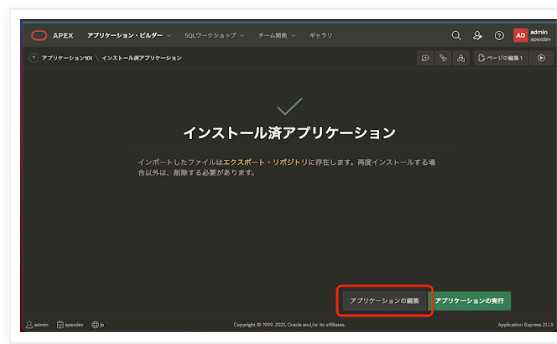 APEX アプリケーション・ビルダー SQLワークショップ チーム開発 ギャラリ AD admin apexdev
アプリケーション101 \ インストール済アプリケーション ページの編集 1
インストール済アプリケーション
インポートしたファイルはエクスポート・リポジトリに存在します。再度インストールする場
合以外は、削除する必要があります。
アプリケーションの編集 アプリケーションの実行
admin apexdev ja Copyright © 1999, 2021, Oracle and/or its affiliates. Application Express 21.1.5